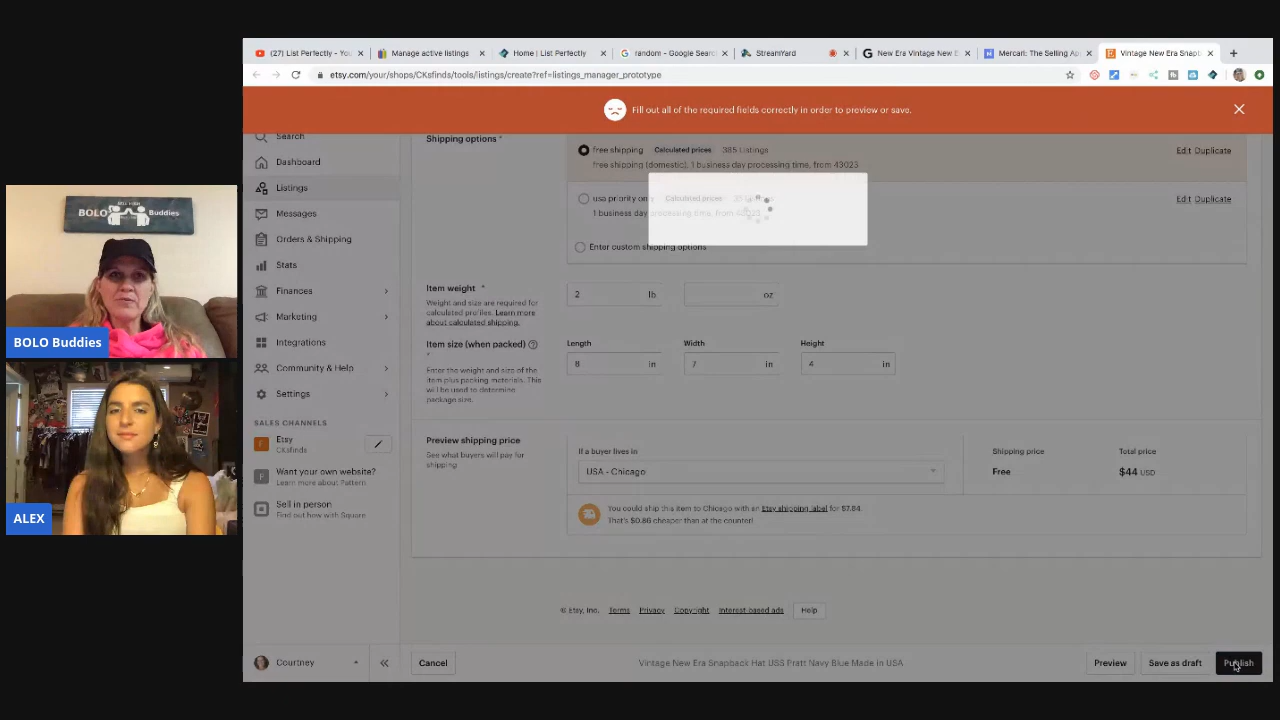 (27) List Perfectly - Yo
Manage active listings
Home | List Perfectly
random - Google Searc
StreamYard
New Era Vintage New E
Mercari: The Selling Ap
Vintage New Era Snapb
etsy.com/your/shops/CKsfinds/tools/listings/create?ref=listings_manager_prototype
Fill out all of the required fields correctly in order to preview or save.
Search
Dashboard
Listings
Messages
Orders & Shipping
Stats
Finances
Marketing
Integrations
Community & Help
Settings
SALES CHANNELS
Etsy
CKsfinds
Want your own website?
Learn more about Pattern
Sell in person
Find out how with Square
Courtney
Shipping options *
free shipping Calculated prices 385 Listings
free shipping (domestic), 1 business day processing time, from 43023
Edit Duplicate
usa priority on Calculated prices
1 business day processing time, from 43023
Edit Duplicate
Enter custom shipping options
Item weight *
Weight and size are required for
calculated profiles. Learn more
about calculated shipping.
2 lb
oz
Item size (when packed)
*
Enter the weight and size of the
item plus packing materials. This
will be used to determine
package size.
Length Width Height
8 in 7 in 4 in
Preview shipping price
See what buyers will pay for
shipping
If a buyer lives in
USA - Chicago
Shipping price
Free
Total price
$44 USD
You could ship this item to Chicago with an Etsy shipping label for $7.84.
That's $0.86 cheaper than at the counter!
© Etsy, Inc. Terms Privacy Copyright Interest-based ads Help
Cancel
Vintage New Era Snapback Hat USS Pratt Navy Blue Made in USA
Preview
Save as draft
Publish
BOLO Buddies
BOLO Buddies
ALEX